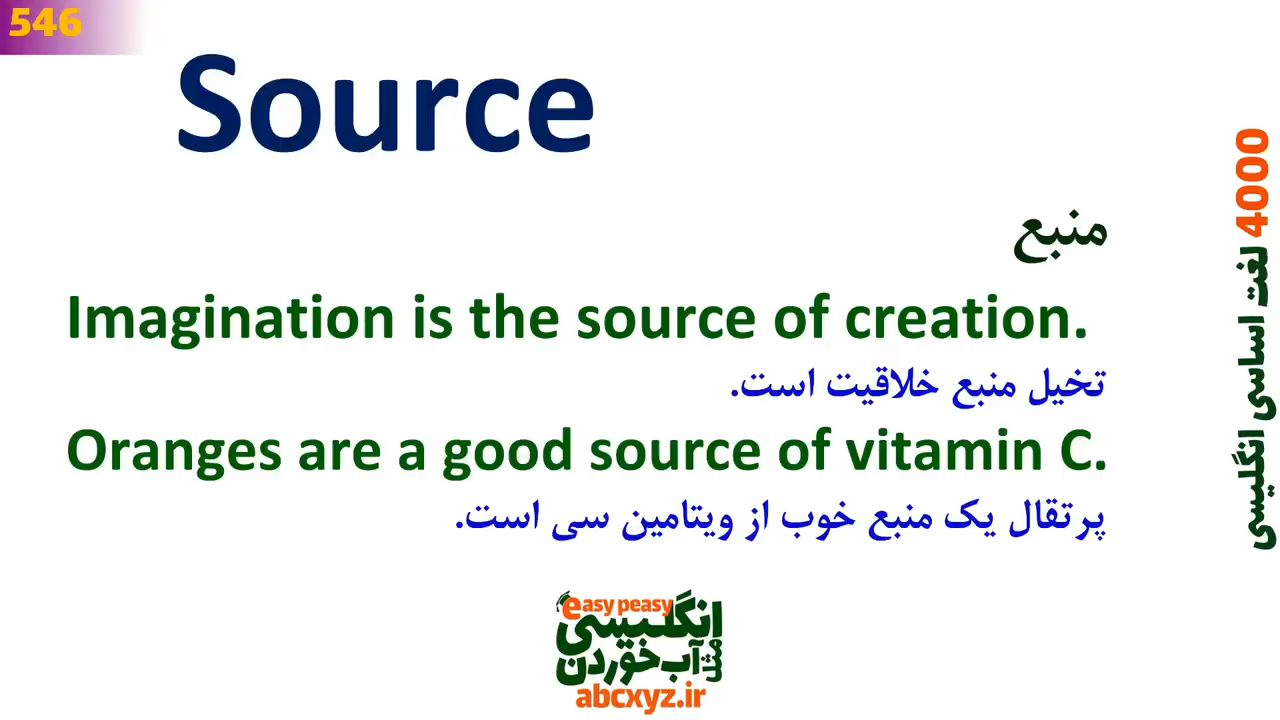 546
Source
منبع
Imagination is the source of creation.
تخیل منبع خلاقیت است.
Oranges are a good source of vitamin C.
پرتقال یک منبع خوب از ویتامین سی است.
4000 لغت اساسی انگلیسی
easy peasy
انگلیسی
مثل آب خوردن
abcxyz.ir